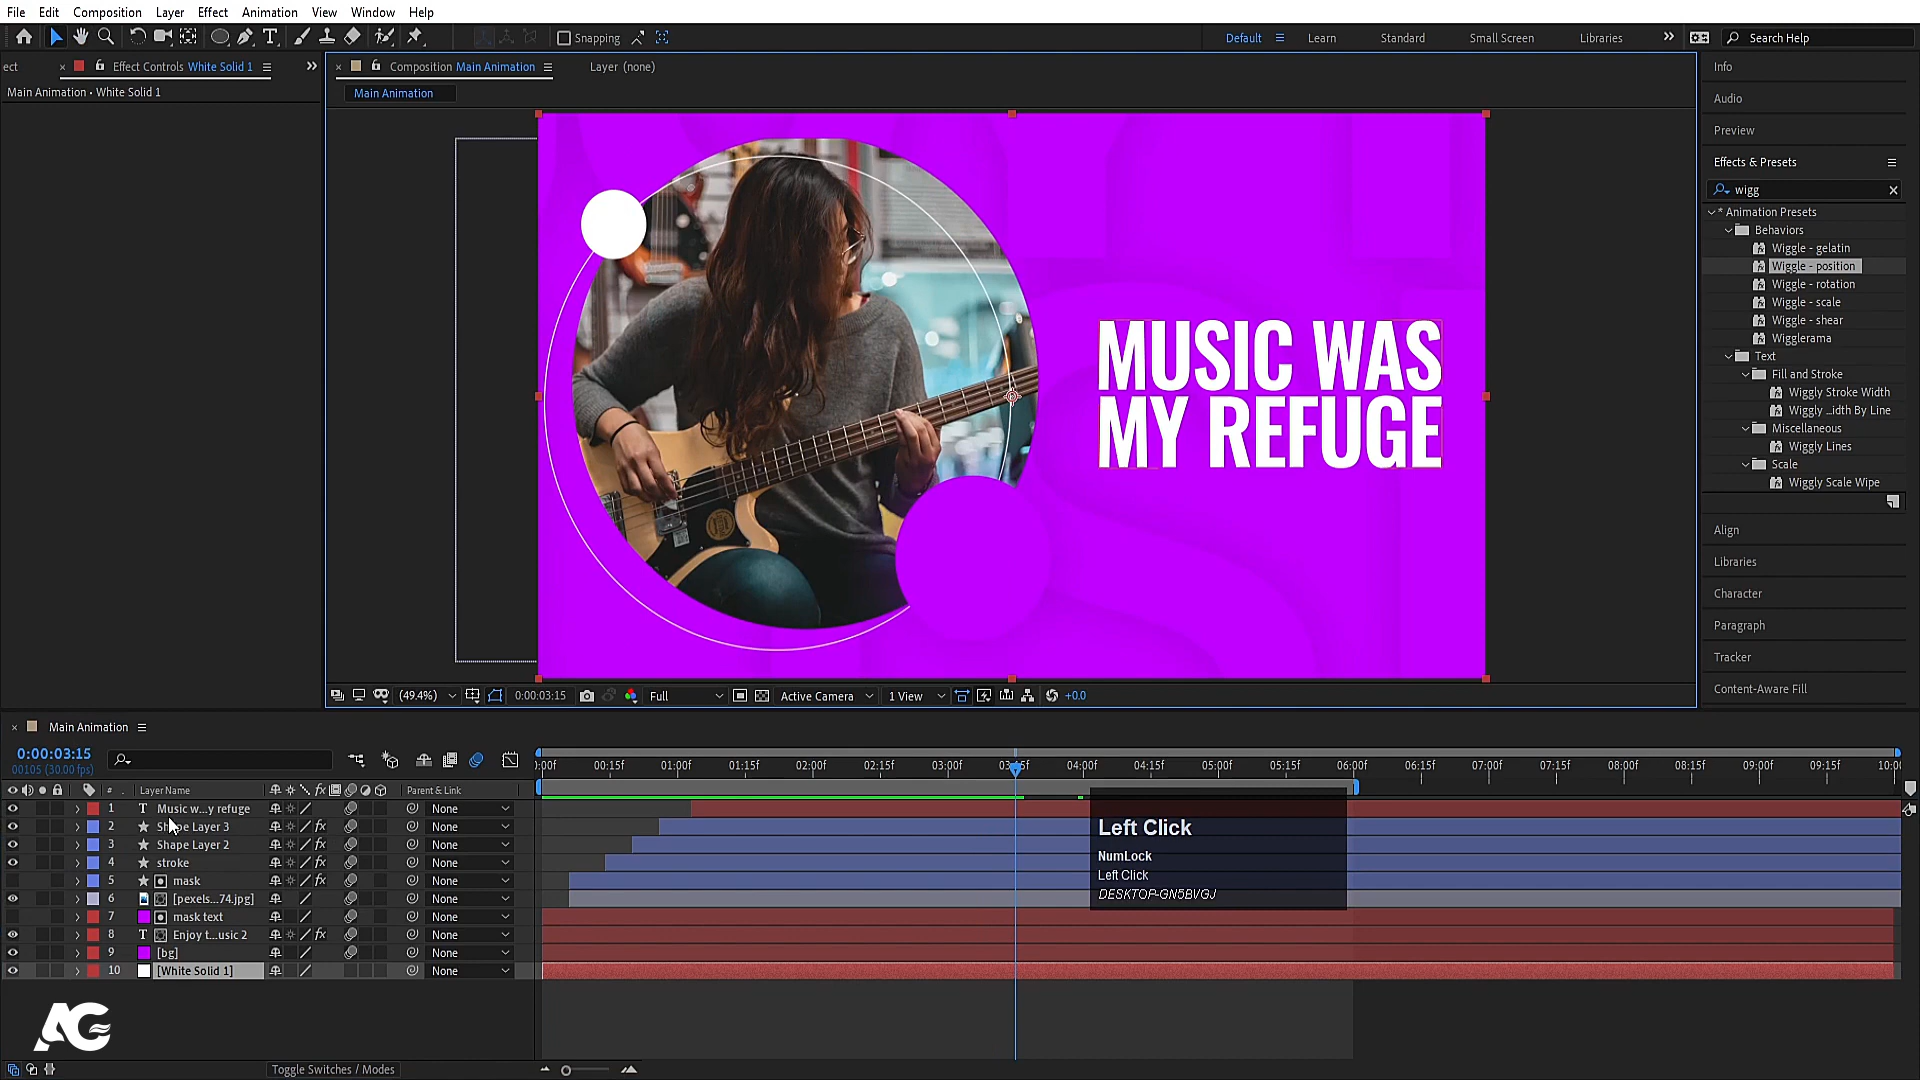 File Edit Composition Layer Effect Animation View Window Help
Snapping
Default Learn Standard Small Screen Libraries Search Help
ect Effect Controls White Solid 1
Composition Main Animation Layer (none)
Info
Main Animation • White Solid 1
Main Animation
Audio
Preview
Effects & Presets
wigg
* Animation Presets
Behaviors
Wiggle - gelatin
Wiggle - position
Wiggle - rotation
Wiggle - scale
Wiggle - shear
Wigglerama
Text
Fill and Stroke
Wiggly Stroke Width
Wiggly ...idth By Line
Miscellaneous
Wiggly Lines
Scale
Wiggly Scale Wipe
Align
Libraries
Character
Paragraph
Tracker
Content-Aware Fill
MUSIC WAS
MY REFUGE
(49.4%) 0:00:03:15 Full Active Camera 1 View +0.0
Main Animation
0:00:03:15
00105 (30.00 fps)
:00f 00:15f 01:00f 01:15f 02:00f 02:15f 03:00f 04:00f 04:15f 05:00f 05:15f 06:00f 06:15f 07:00f 07:15f 08:00f 08:15f 09:00f 09:15f 10:0
# Layer Name fx Parent & Link
1 T Music w...y refuge None
2 Shape Layer 3 fx None
3 Shape Layer 2 fx None
4 stroke fx None
5 mask fx None
6 [pexels...74.jpg] None
7 mask text None
8 T Enjoy t...usic 2 fx None
9 [bg] None
10 [White Solid 1] None
Left Click
NumLock
Left Click
DESKTOP-GN5BVGJ
AG
Toggle Switches / Modes